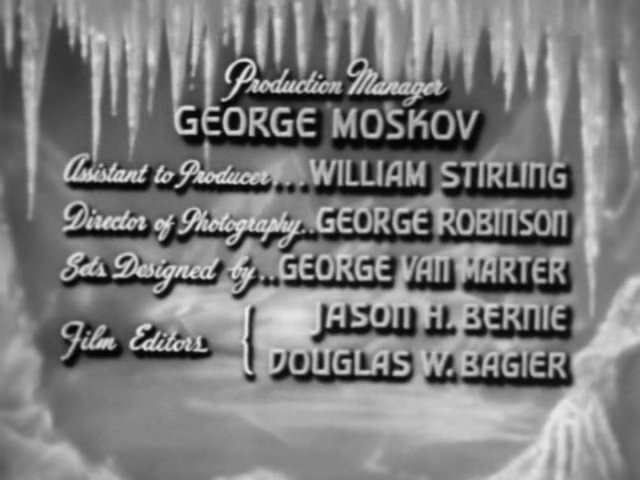 Production Manager
GEORGE MOSKOV
Assistant to Producer...WILLIAM STIRLING
Director of Photography..GEORGE ROBINSON
Sets Designed by..GEORGE VAN MARTER
Film Editors { JASON H. BERNIE
DOUGLAS W. BAGIER